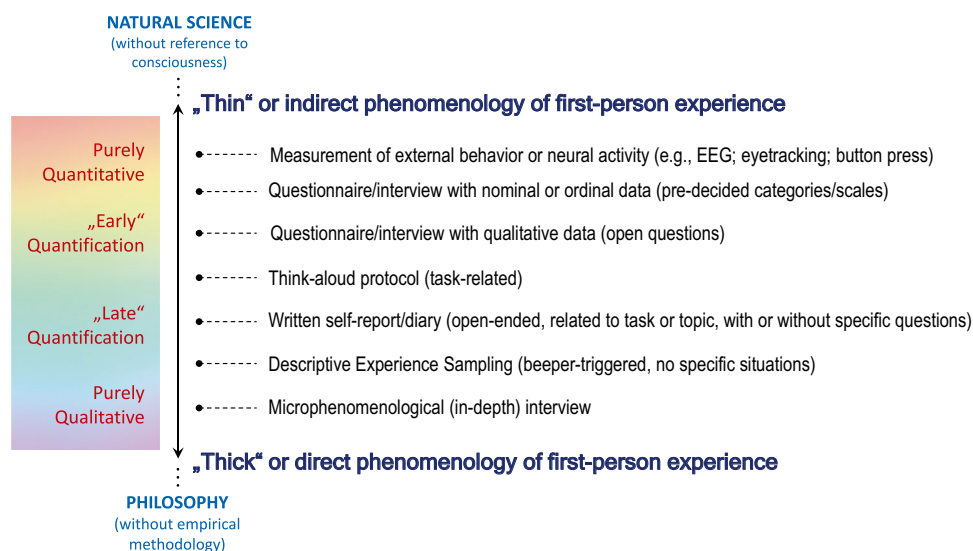 NATURAL SCIENCE
(without reference to
consciousness)
„Thin“ or indirect phenomenology of first-person experience
Purely
Quantitative
Measurement of external behavior or neural activity (e.g., EEG; eyetracking; button press)
Questionnaire/interview with nominal or ordinal data (pre-decided categories/scales)
„Early“
Quantification
Questionnaire/interview with qualitative data (open questions)
Think-aloud protocol (task-related)
„Late“
Quantification
Written self-report/diary (open-ended, related to task or topic, with or without specific questions)
Descriptive Experience Sampling (beeper-triggered, no specific situations)
Purely
Qualitative
Microphenomenological (in-depth) interview
„Thick“ or direct phenomenology of first-person experience
PHILOSOPHY
(without empirical
methodology)